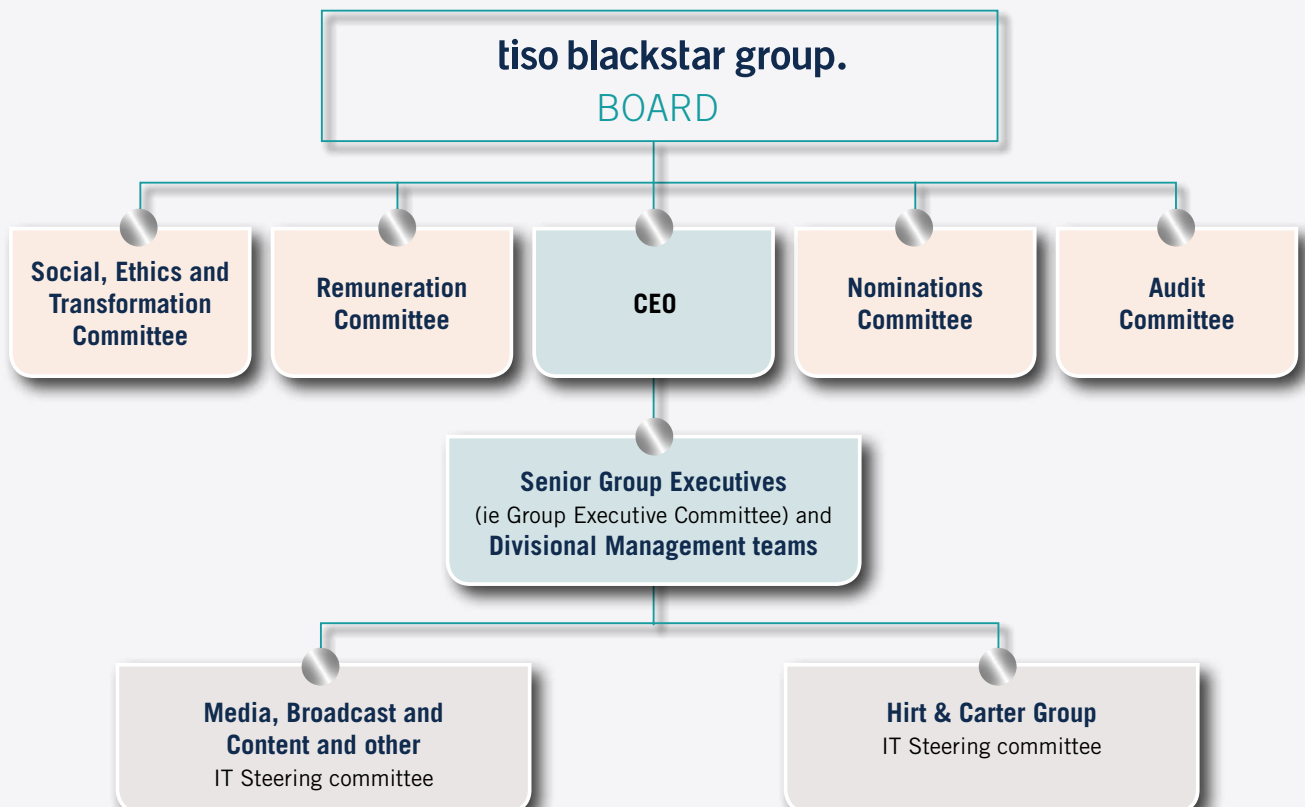 tiso blackstar group.
BOARD
Social, Ethics and
Transformation
Committee
Remuneration
Committee
CEO
Nominations
Committee
Audit
Committee
Senior Group Executives
(ie Group Executive Committee) and
Divisional Management teams
Media, Broadcast and
Content and other
IT Steering committee
Hirt & Carter Group
IT Steering committee